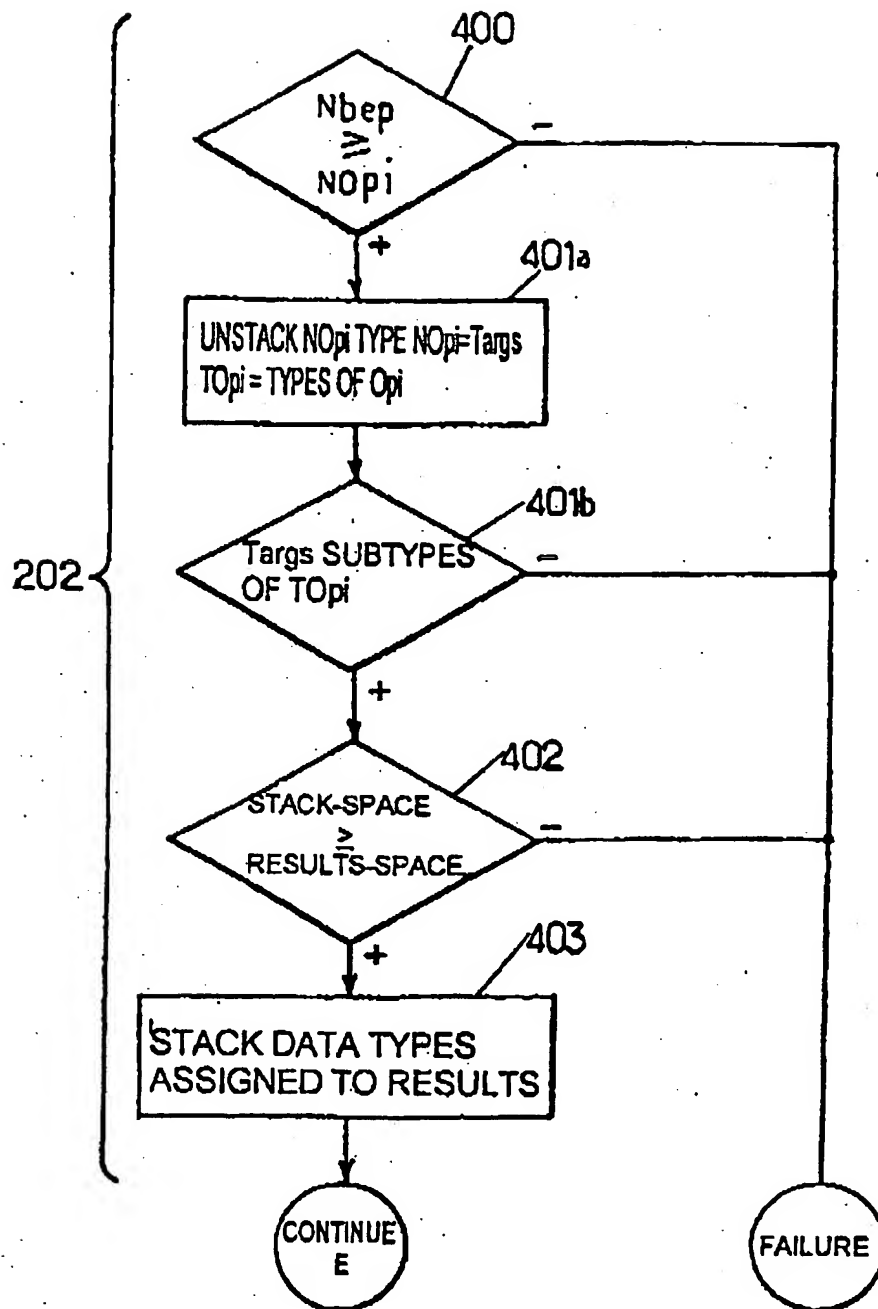 400
Nbep
≥
NOpi
-
+
401a
UNSTACK NOpi TYPE NOpi=Targs
TOpi = TYPES OF Opi
401b
Targs SUBTYPES
OF TOpi
-
202
+
402
STACK-SPACE
≥
RESULTS-SPACE
-
+
403
STACK DATA TYPES
ASSIGNED TO RESULTS
CONTINUE
E
FAILURE